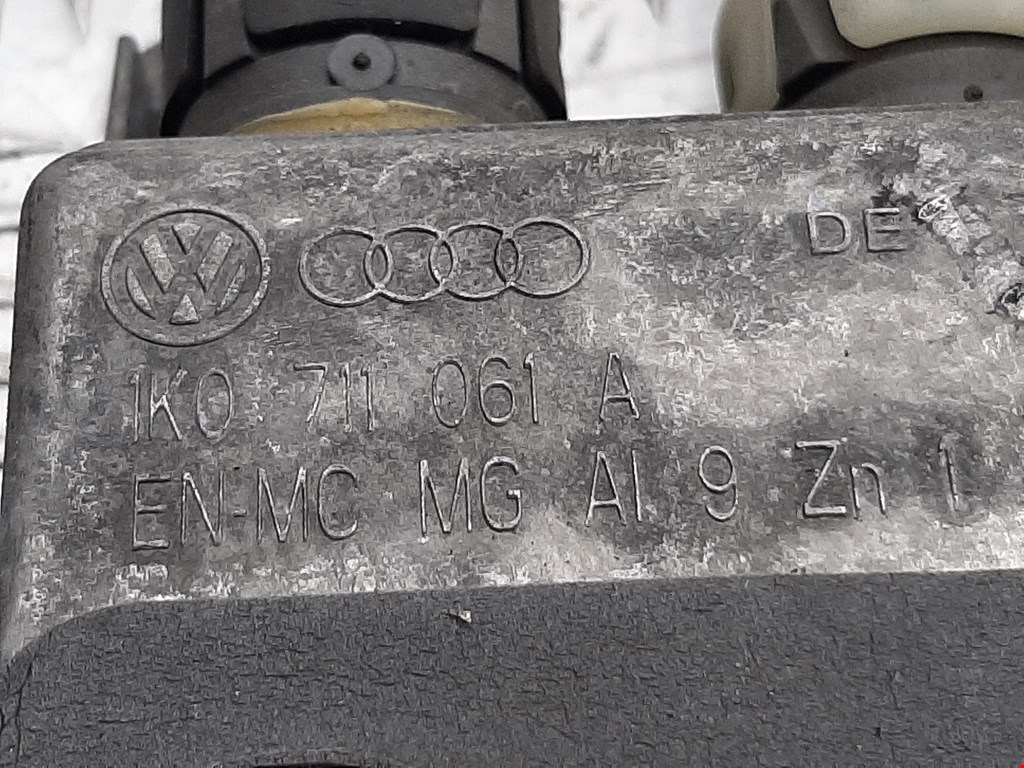 DE
1K0 711 061 A
EN-MC MG Al 9 Zn 1